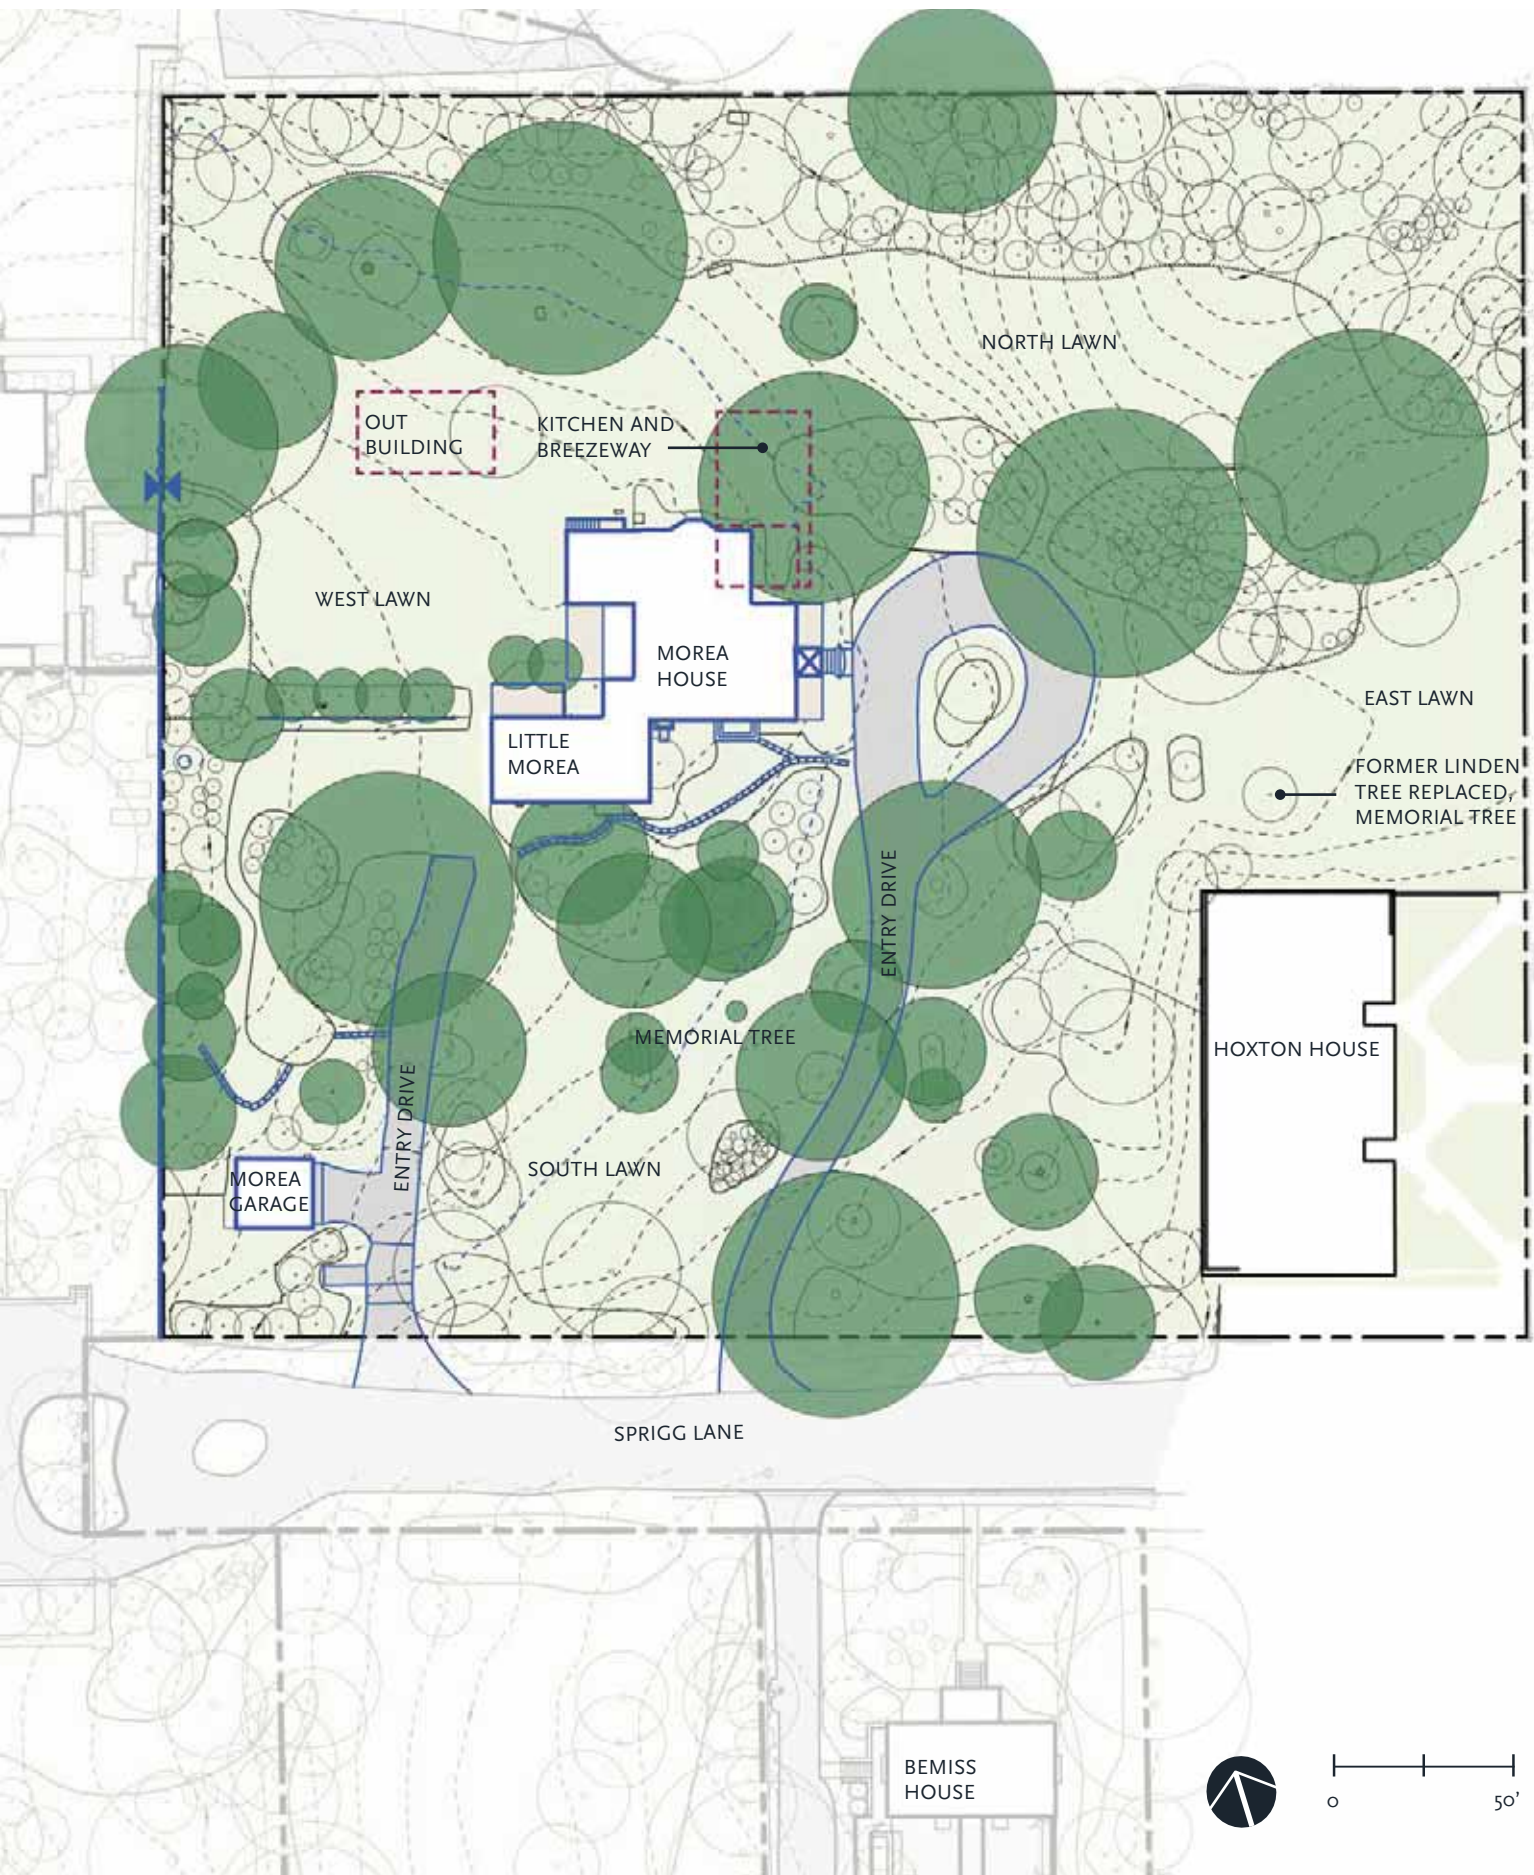 NORTH LAWN
OUT
BUILDING
KITCHEN AND
BREEZEWAY
WEST LAWN
MOREA
HOUSE
EAST LAWN
LITTLE
MOREA
FORMER LINDEN
TREE REPLACED,
MEMORIAL TREE
ENTRY DRIVE
MEMORIAL TREE
HOXTON HOUSE
ENTRY DRIVE
SOUTH LAWN
MOREA
GARAGE
SPRIGG LANE
BEMISS
HOUSE
0 50'